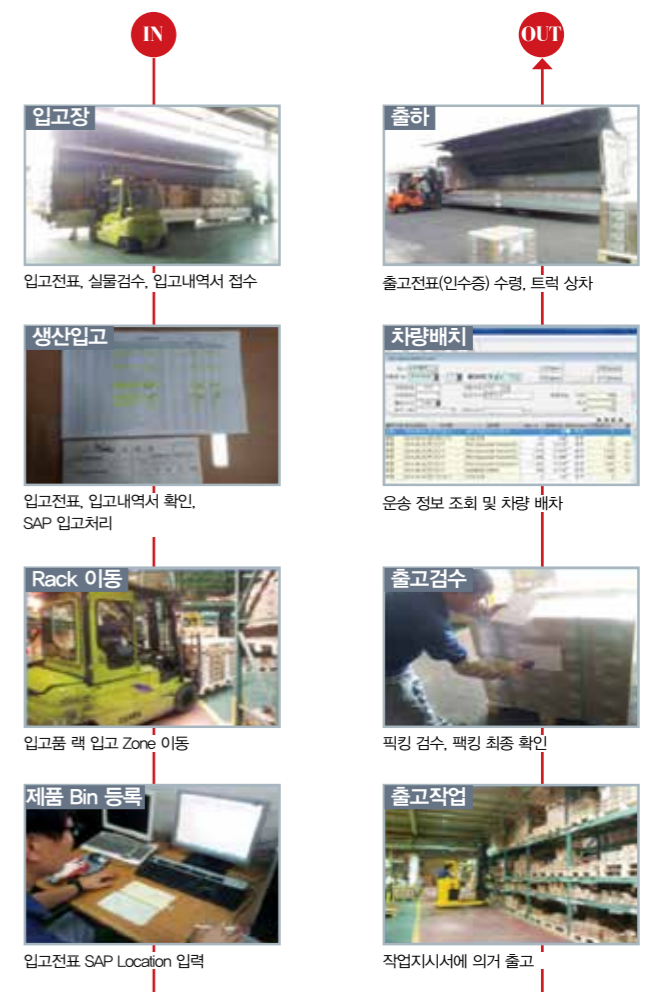 IN
입고장
입고전표, 실물검수, 입고내역서 접수
생산입고
입고전표, 입고내역서 확인,
SAP 입고처리
Rack 이동
입고품 랙 입고 Zone 이동
제품 Bin 등록
입고전표 SAP Location 입력
OUT
출하
출고전표(인수증) 수령, 트럭 상차
차량배치
운송 정보 조회 및 차량 배차
출고검수
픽킹 검수, 팩킹 최종 확인
출고작업
작업지시서에 의거 출고